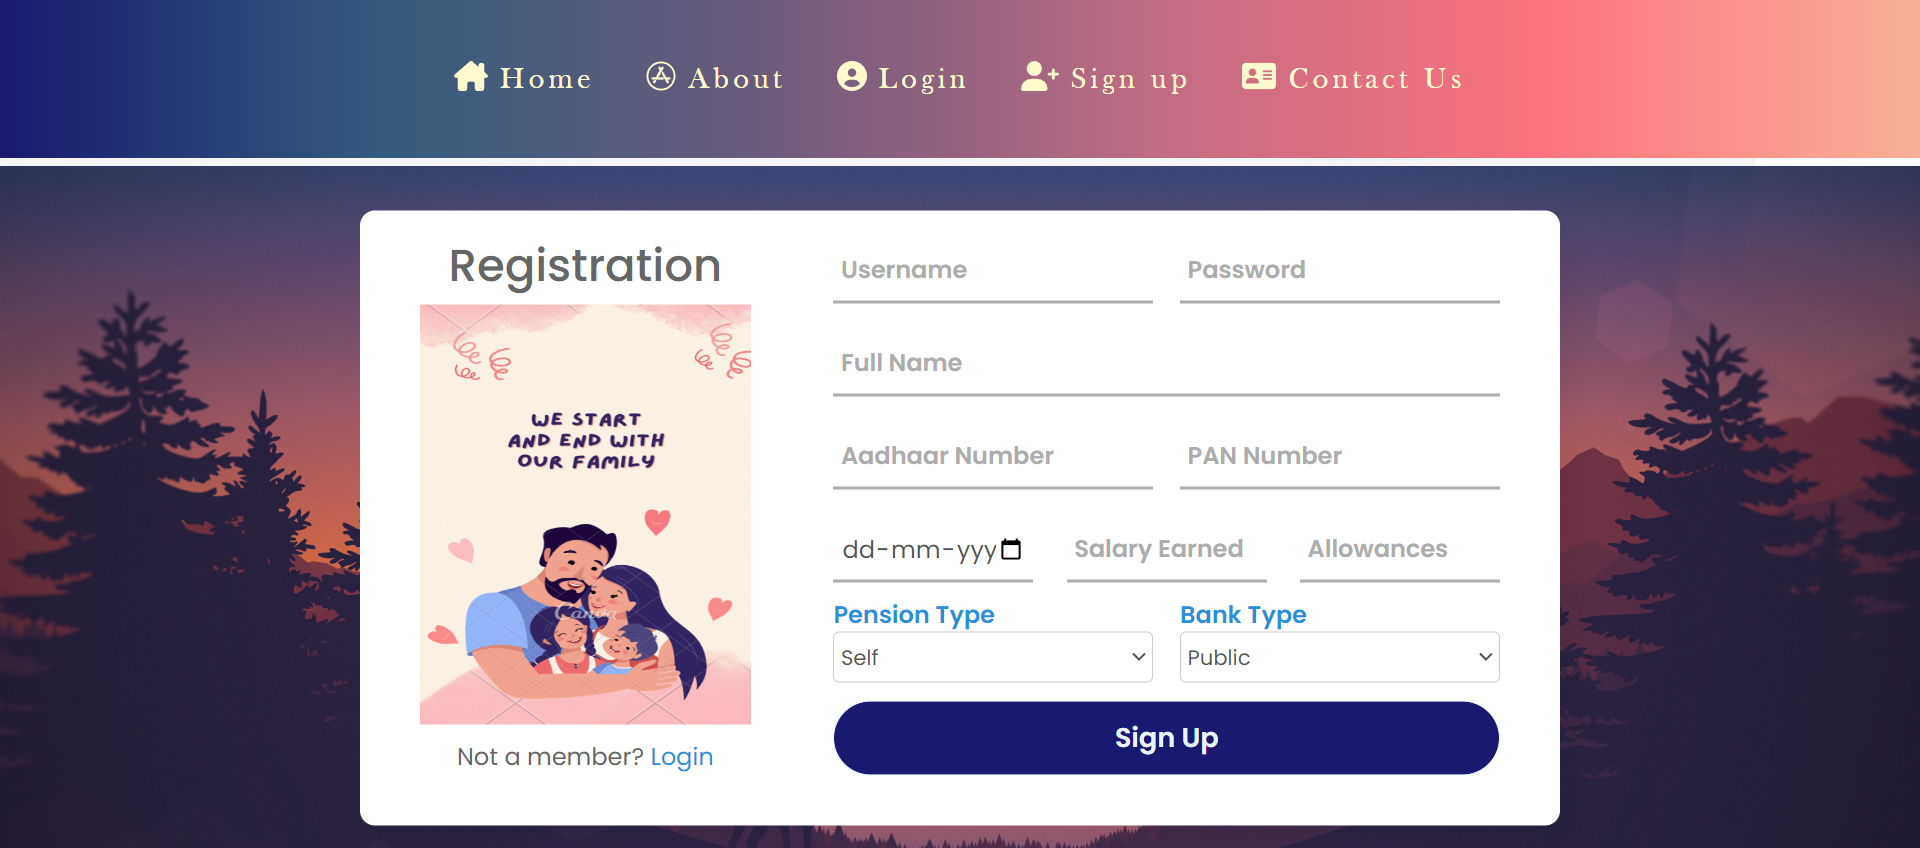 Home About Login Sign up Contact Us
Registration
WE START
AND END WITH
OUR FAMILY
Canva
Not a member? Login
Username Password
Full Name
Aadhaar Number PAN Number
dd-mm-yyy Salary Earned Allowances
Pension Type Bank Type
Self Public
Sign Up